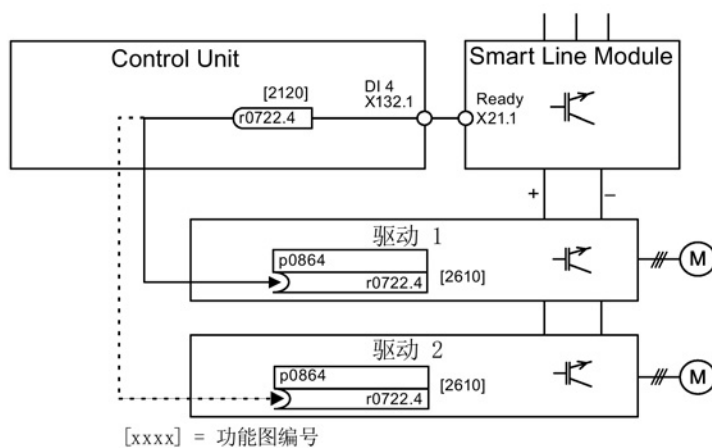 Control Unit
Smart Line Module
[2120]
r0722.4
DI 4
X132.1
Ready
X21.1
+
–
驱动 1
p0864
r0722.4
[2610]
M
驱动 2
p0864
r0722.4
[2610]
M
[xxxx] = 功能图编号